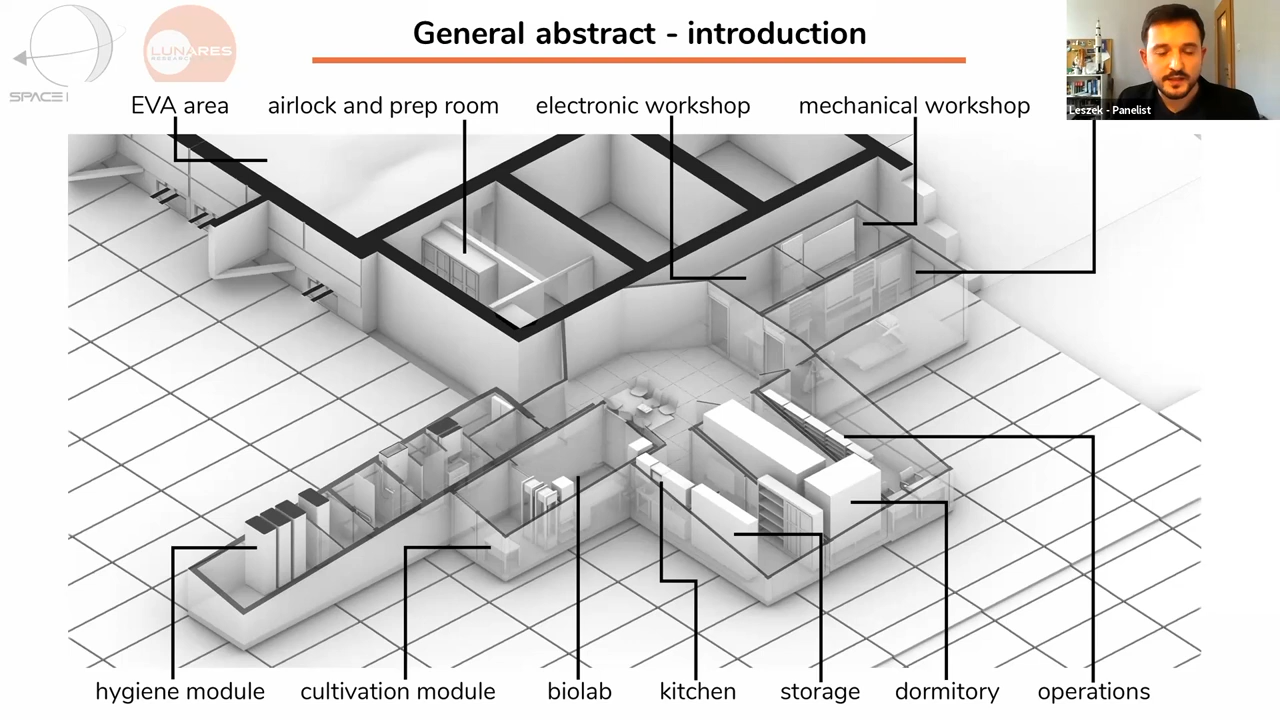 General abstract - introduction
LUNARES
RESEARCH
SPACE
EVA area
airlock and prep room
electronic workshop
mechanical workshop
Leszek - Panelist
hygiene module
cultivation module
biolab
kitchen
storage
dormitory
operations